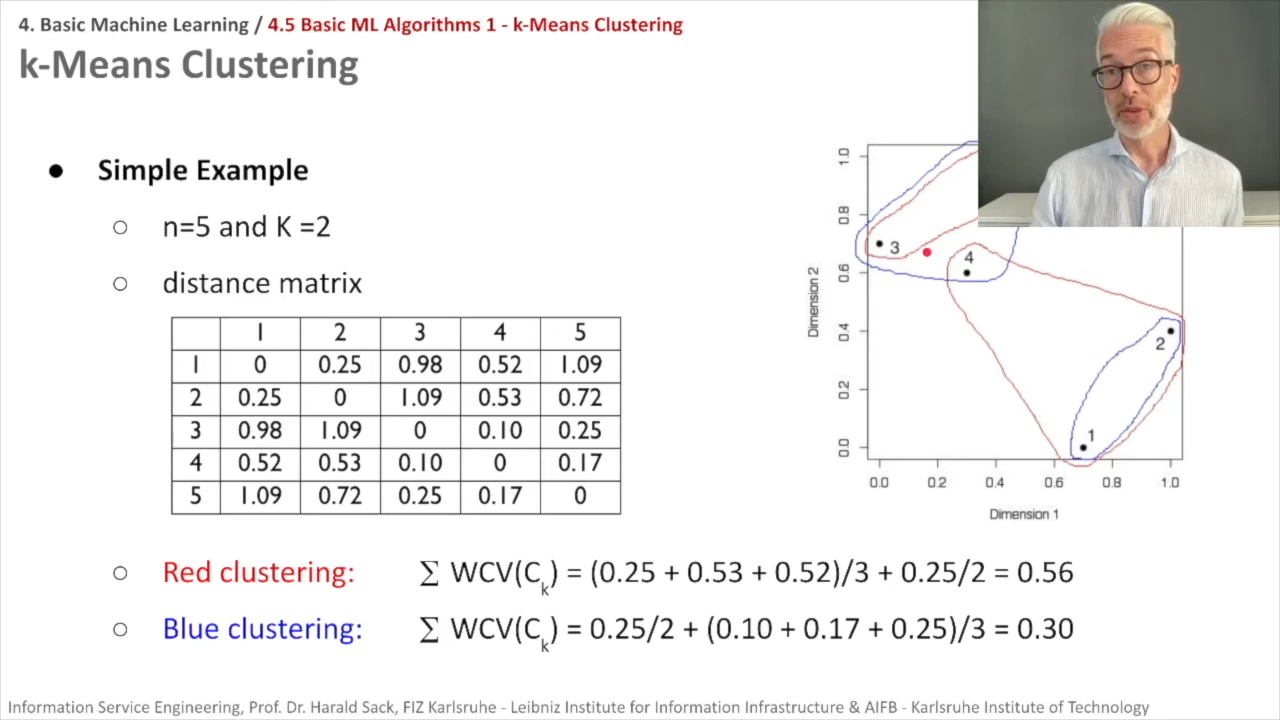 4. Basic Machine Learning / 4.5 Basic ML Algorithms 1 - k-Means Clustering
k-Means Clustering
● Simple Example
○ n=5 and K =2
○ distance matrix
1 2 3 4 5
1 0 0.25 0.98 0.52 1.09
2 0.25 0 1.09 0.53 0.72
3 0.98 1.09 0 0.10 0.25
4 0.52 0.53 0.10 0 0.17
5 1.09 0.72 0.25 0.17 0
1.0
0.8
0.6
0.4
0.2
0.0
Dimension 2
3
4
2
1
0.0 0.2 0.4 0.6 0.8 1.0
Dimension 1
○ Red clustering: ∑ WCV(Cₖ) = (0.25 + 0.53 + 0.52)/3 + 0.25/2 = 0.56
○ Blue clustering: ∑ WCV(Cₖ) = 0.25/2 + (0.10 + 0.17 + 0.25)/3 = 0.30
Information Service Engineering, Prof. Dr. Harald Sack, FIZ Karlsruhe - Leibniz Institute for Information Infrastructure & AIFB - Karlsruhe Institute of Technology